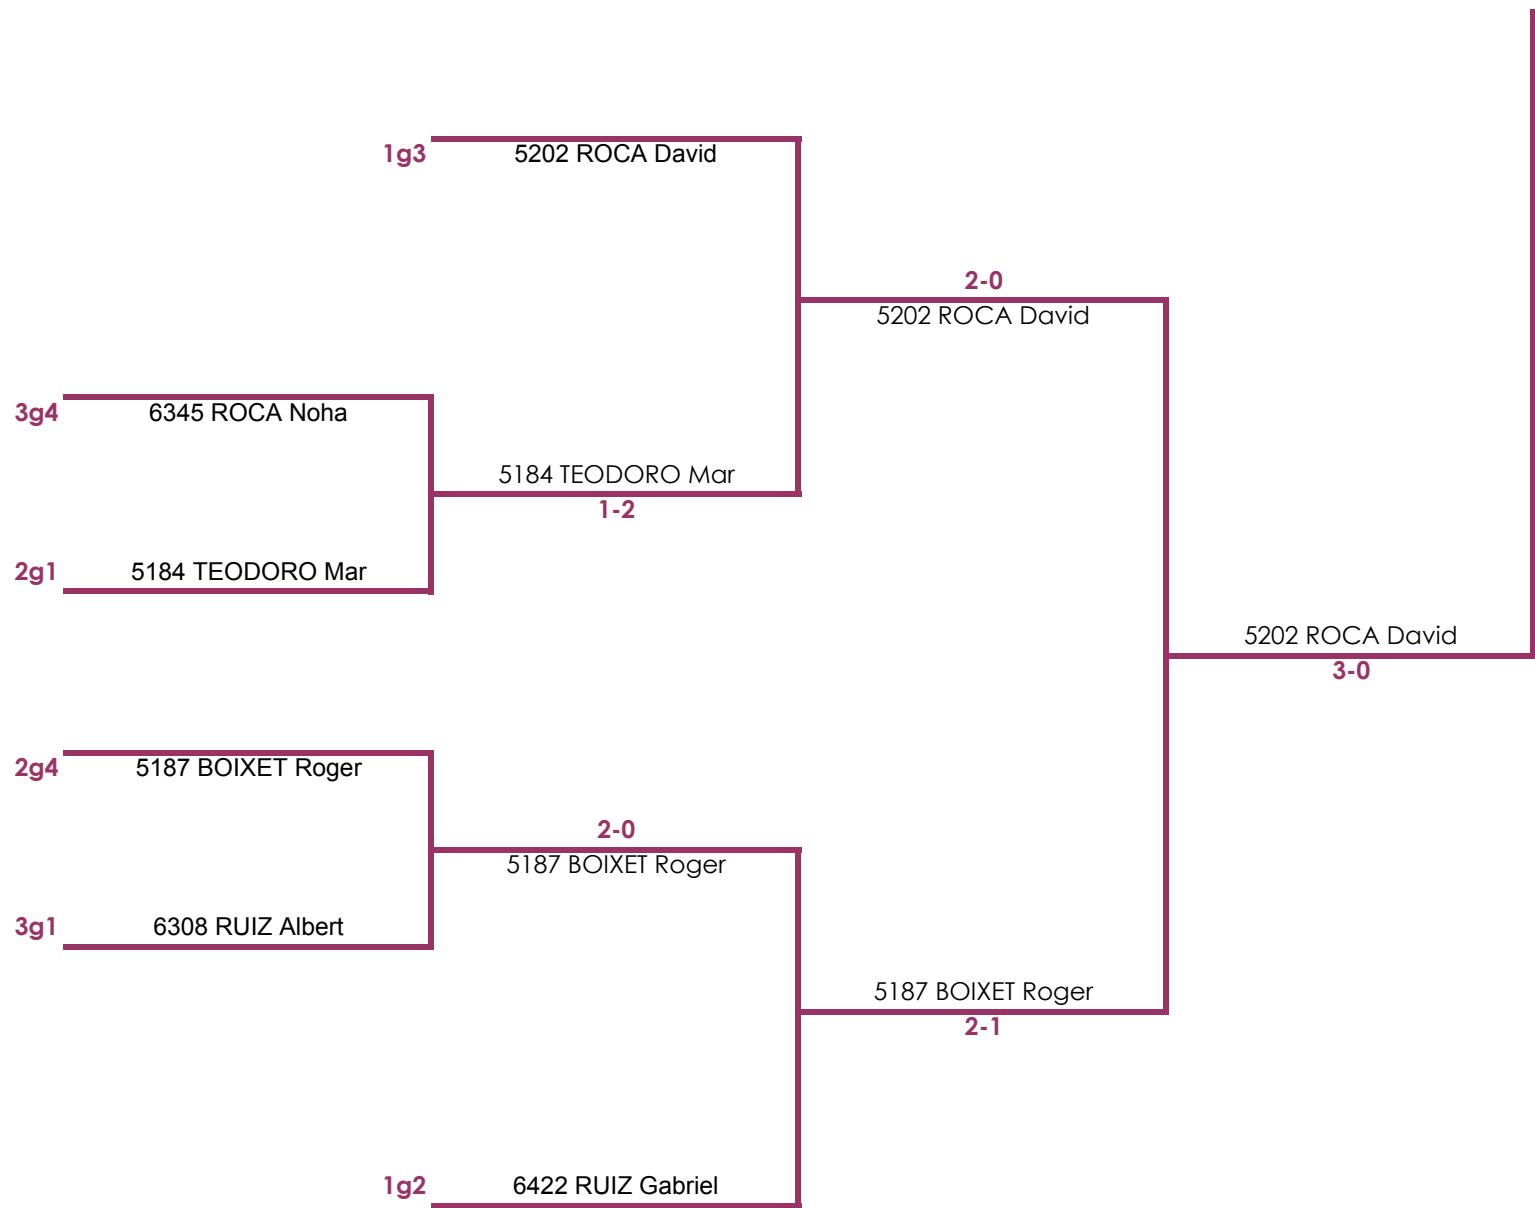 1g3
5202 ROCA David
2-0
5202 ROCA David
3g4
6345 ROCA Noha
5184 TEODORO Mar
1-2
2g1
5184 TEODORO Mar
5202 ROCA David
3-0
2g4
5187 BOIXET Roger
2-0
5187 BOIXET Roger
3g1
6308 RUIZ Albert
5187 BOIXET Roger
2-1
1g2
6422 RUIZ Gabriel